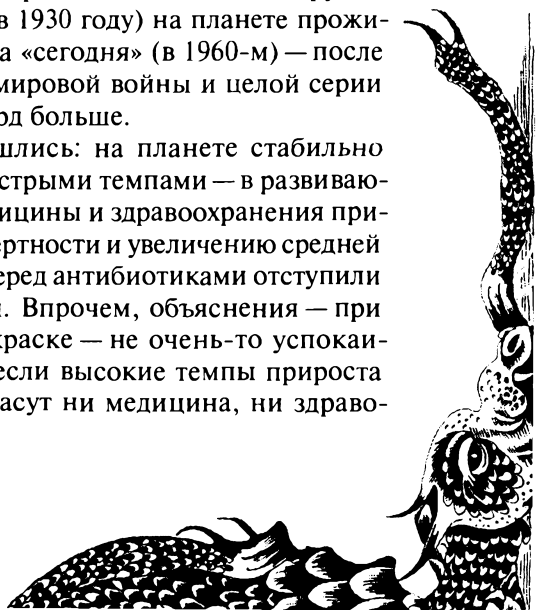 в 1930 году) на планете прожи-
а «сегодня» (в 1960-м) — после
мировой войны и целой серии
рд больше.
шлись: на планете стабильно
стрыми темпами — в развиваю-
ицины и здравоохранения при-
ертности и увеличению средней
еред антибиотиками отступили
. Впрочем, объяснения — при
краске — не очень-то успокаи-
если высокие темпы прироста
асут ни медицина, ни здраво-